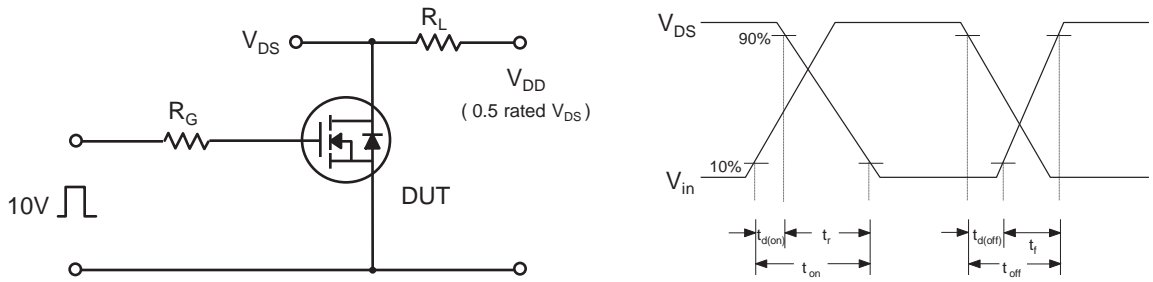 V_DS
R_L
V_DD
( 0.5 rated V_DS )
R_G
10V
DUT
V_DS
90%
10%
V_in
t_d(on)
t_r
t_on
t_d(off)
t_f
t_off